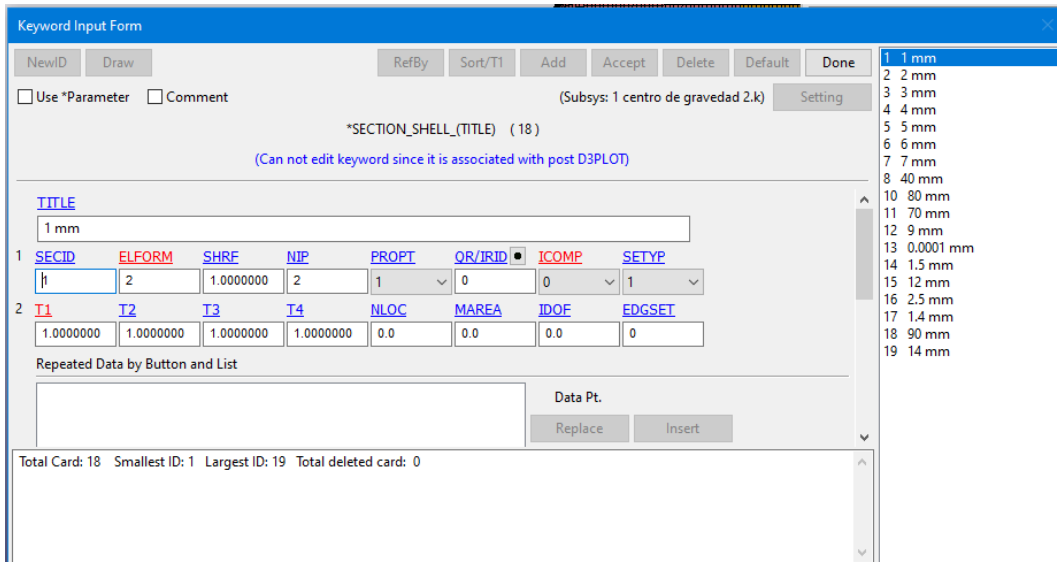 Keyword Input Form
NewID Draw RefBy Sort/T1 Add Accept Delete Default Done
Use *Parameter Comment (Subsys: 1 centro de gravedad 2.k) Setting
*SECTION_SHELL_(TITLE) (18)
(Can not edit keyword since it is associated with post D3PLOT)
TITLE
1 mm
1 SECID ELFORM SHRF NIP PROPT QR/IRID ICOMP SETYP
1 2 1.0000000 2 1 0 0 1
2 T1 T2 T3 T4 NLOC MAREA IDOF EDGSET
1.0000000 1.0000000 1.0000000 1.0000000 0.0 0.0 0.0 0
Repeated Data by Button and List
Data Pt.
Replace Insert
Total Card: 18 Smallest ID: 1 Largest ID: 19 Total deleted card: 0
1 1 mm
2 2 mm
3 3 mm
4 4 mm
5 5 mm
6 6 mm
7 7 mm
8 40 mm
10 80 mm
11 70 mm
12 9 mm
13 0.0001 mm
14 1.5 mm
15 12 mm
16 2.5 mm
17 1.4 mm
18 90 mm
19 14 mm